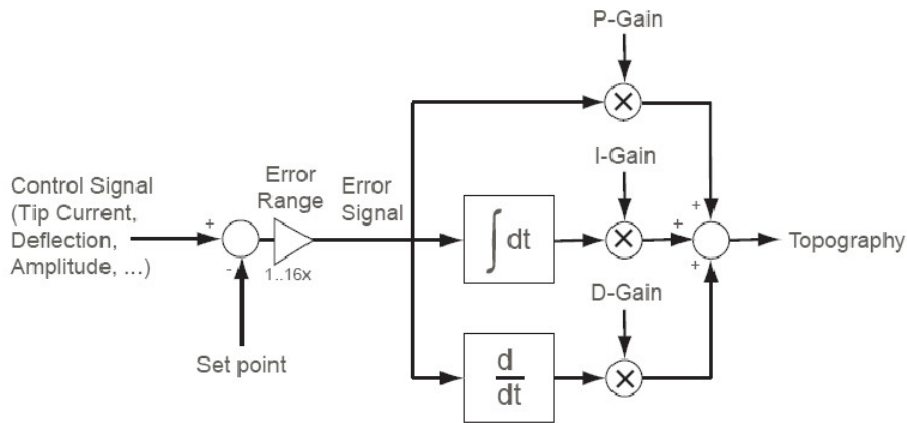 P-Gain
×
I-Gain
Control Signal
(Tip Current,
Deflection,
Amplitude, ...)
+
-
Error
Range
1..16x
Error
Signal
∫ dt
×
+
+
+
Topography
D-Gain
Set point
d
dt
×